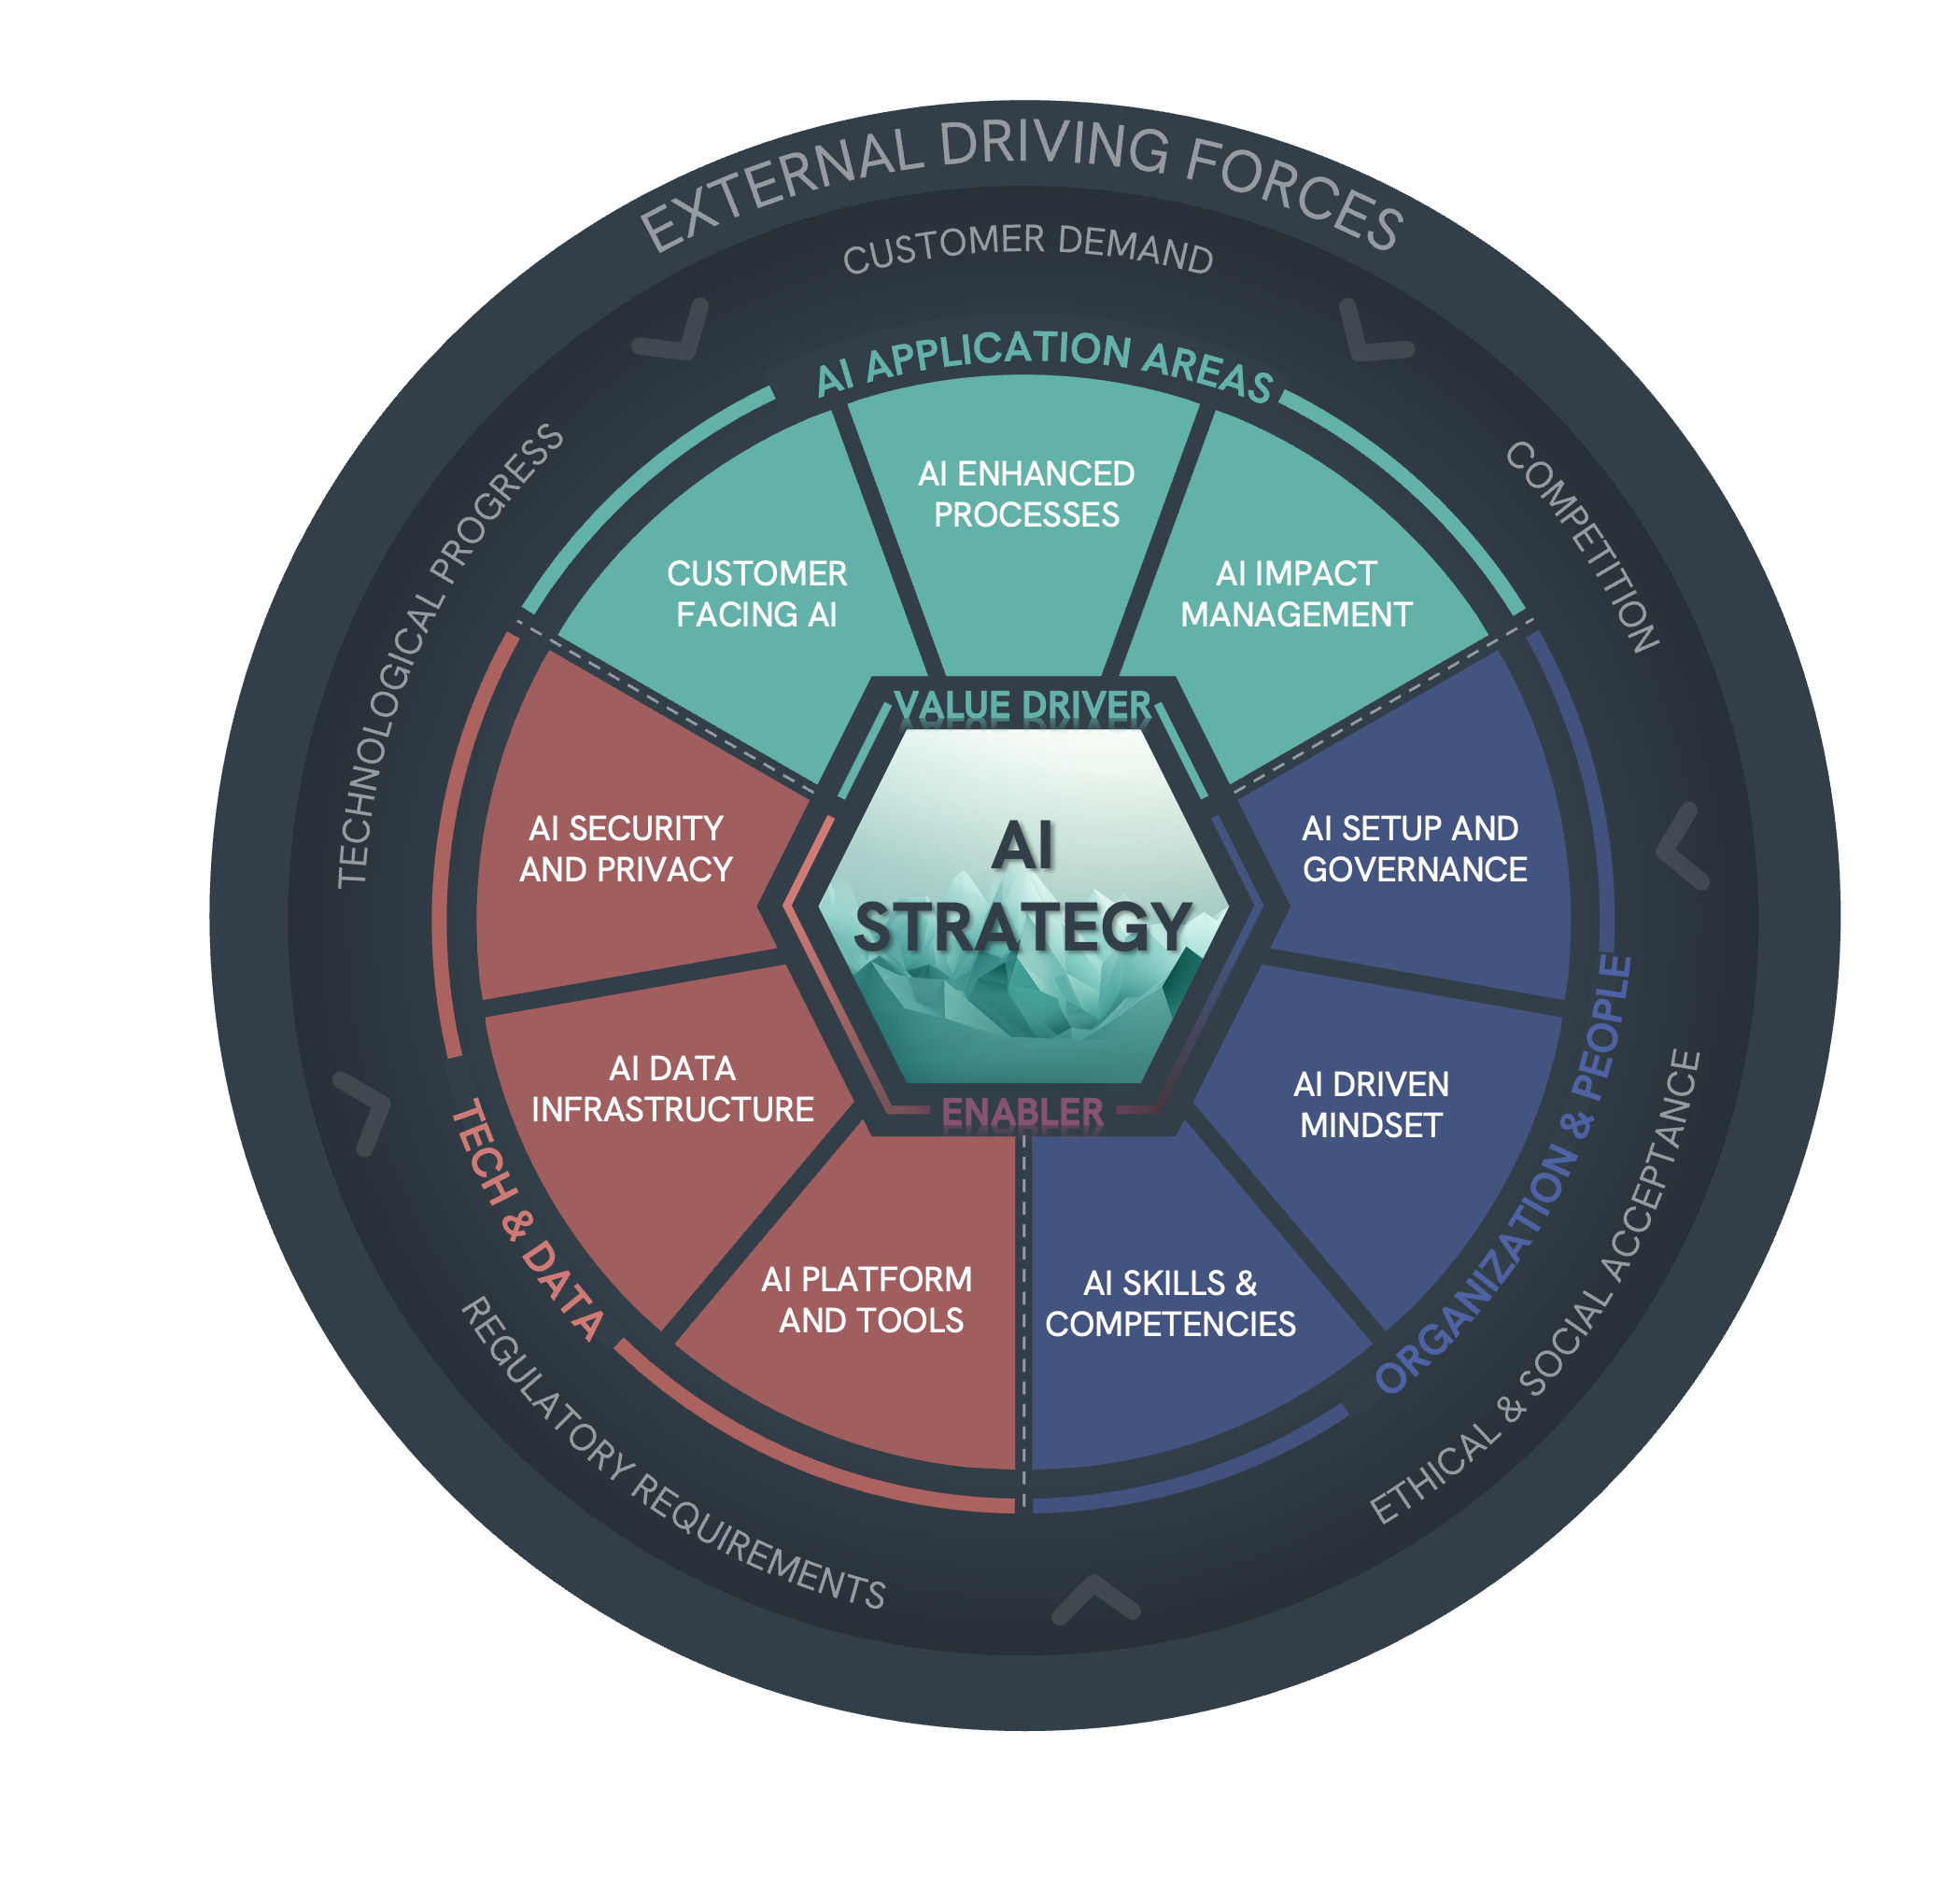 EXTERNAL DRIVING FORCES
CUSTOMER DEMAND
COMPETITION
ETHICAL & SOCIAL ACCEPTANCE
REGULATORY REQUIREMENTS
TECHNOLOGICAL PROGRESS
AI APPLICATION AREAS
CUSTOMER
FACING AI
AI ENHANCED
PROCESSES
AI IMPACT
MANAGEMENT
ORGANIZATION & PEOPLE
AI SETUP AND
GOVERNANCE
AI DRIVEN
MINDSET
AI SKILLS &
COMPETENCIES
TECH & DATA
AI SECURITY
AND PRIVACY
AI DATA
INFRASTRUCTURE
AI PLATFORM
AND TOOLS
VALUE DRIVER
AI
STRATEGY
ENABLER